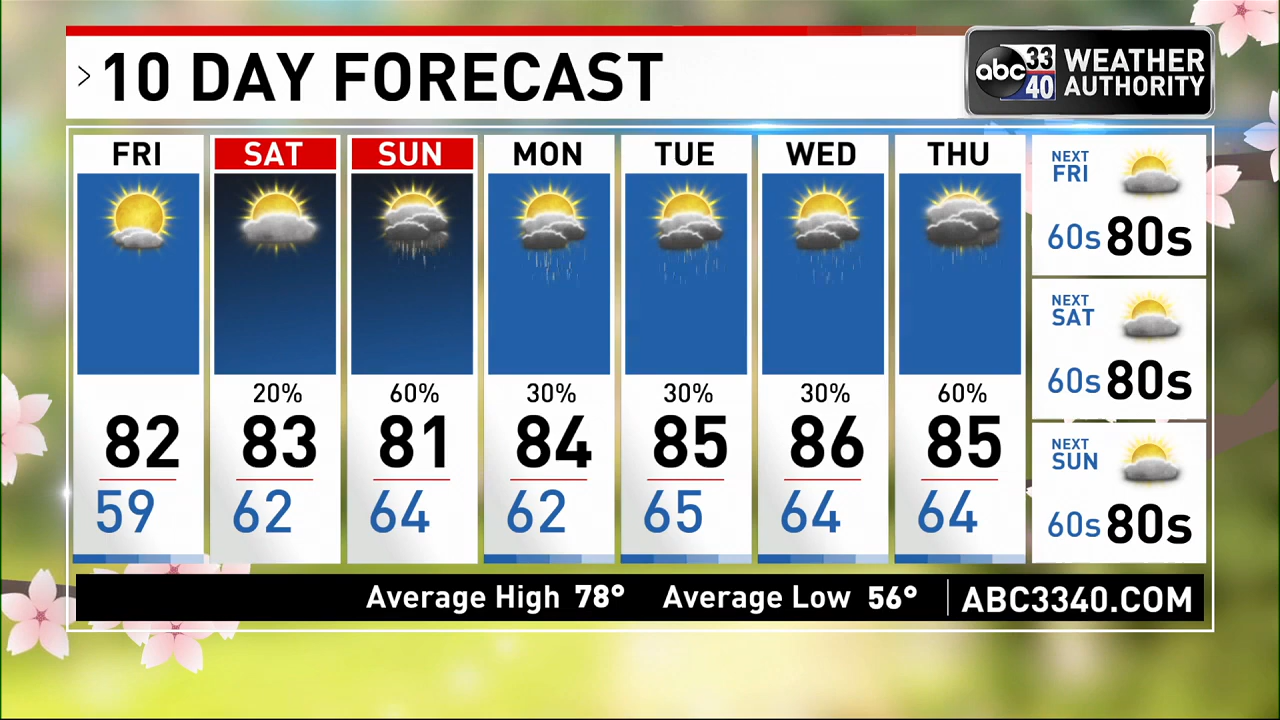 > 10 DAY FORECAST
abc 33 40
WEATHER
AUTHORITY
FRI SAT SUN MON TUE WED THU
20% 60% 30% 30% 30% 60%
82 83 81 84 85 86 85
59 62 64 62 65 64 64
NEXT
FRI
60s 80s
NEXT
SAT
60s 80s
NEXT
SUN
60s 80s
Average High 78° Average Low 56° | ABC3340.COM